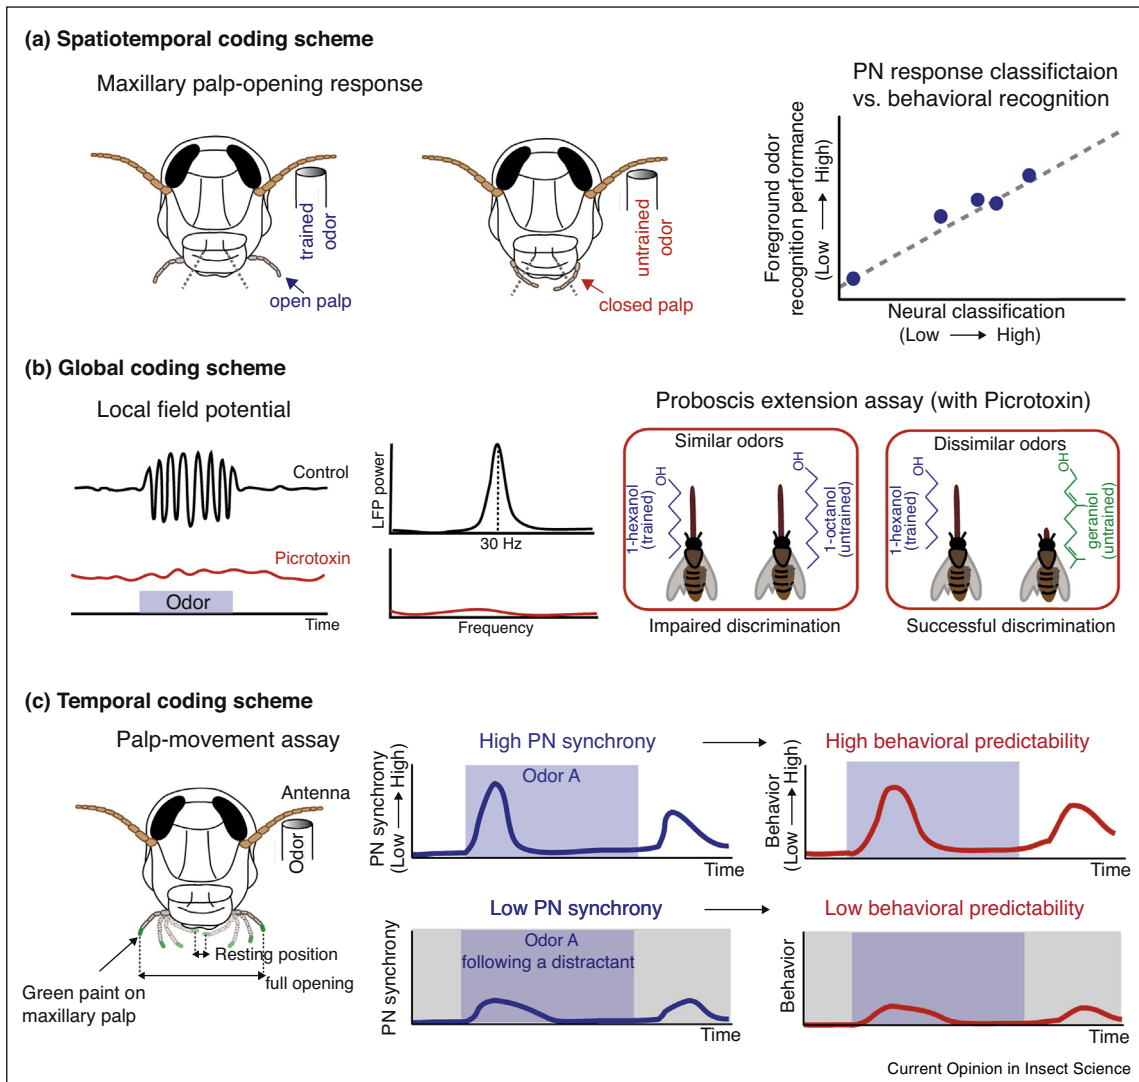 (a) Spatiotemporal coding scheme
Maxillary palp-opening response
trained
odor
open palp
untrained
odor
closed palp
PN response classifictaion
vs. behavioral recognition
Foreground odor
recognition performance
(Low → High)
Neural classification
(Low → High)
(b) Global coding scheme
Local field potential
Control
Picrotoxin
Odor
Time
LFP power
30 Hz
Frequency
Proboscis extension assay (with Picrotoxin)
Similar odors
1-hexanol
(trained)
OH
OH
1-octanol
(untrained)
Impaired discrimination
Dissimilar odors
1-hexanol
(trained)
OH
OH
geraniol
(untrained)
Successful discrimination
(c) Temporal coding scheme
Palp-movement assay
Antenna
Odor
Resting position
full opening
Green paint on
maxillary palp
High PN synchrony
PN synchrony
(Low → High)
Odor A
Time
High behavioral predictability
Behavior
(Low → High)
Time
Low PN synchrony
PN synchrony
Odor A
following a distractant
Time
Low behavioral predictability
Behavior
Time
Current Opinion in Insect Science